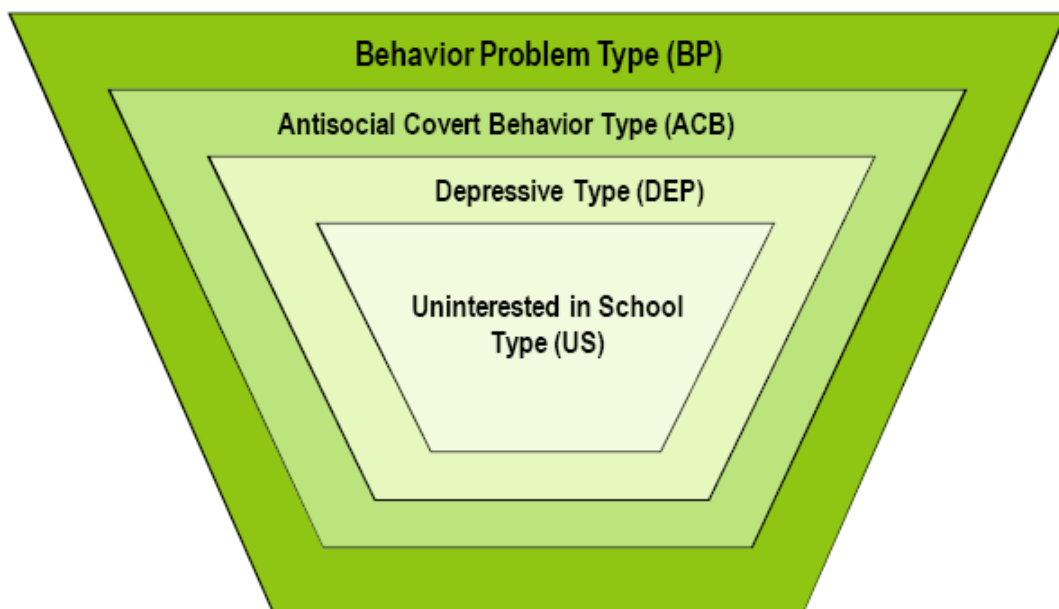 Behavior Problem Type (BP)
Antisocial Covert Behavior Type (ACB)
Depressive Type (DEP)
Uninterested in School
Type (US)